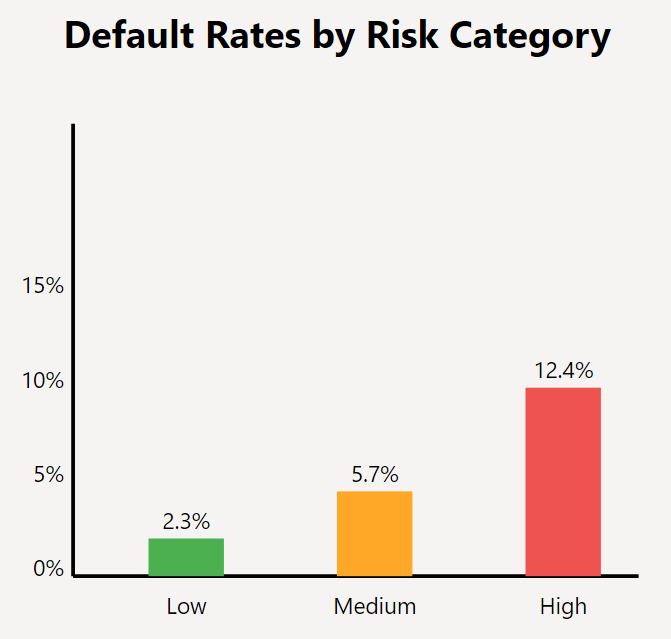 Default Rates by Risk Category
15%
10%
5%
0%
2.3%
5.7%
12.4%
Low
Medium
High